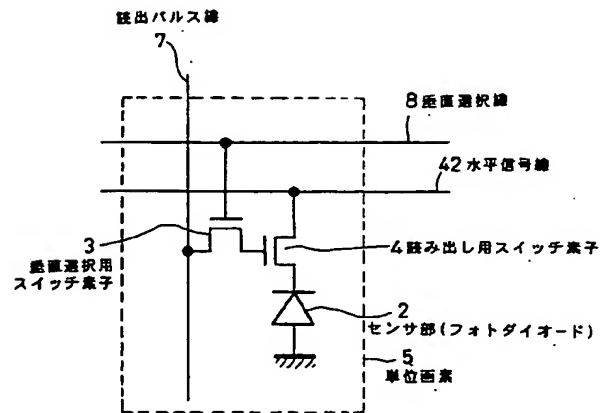 読出パルス線
7
8垂直選択線
42水平信号線
3
垂直選択用
スイッチ素子
4読み出し用スイッチ素子
2
センサ部(フォトダイオード)
5
単位画素